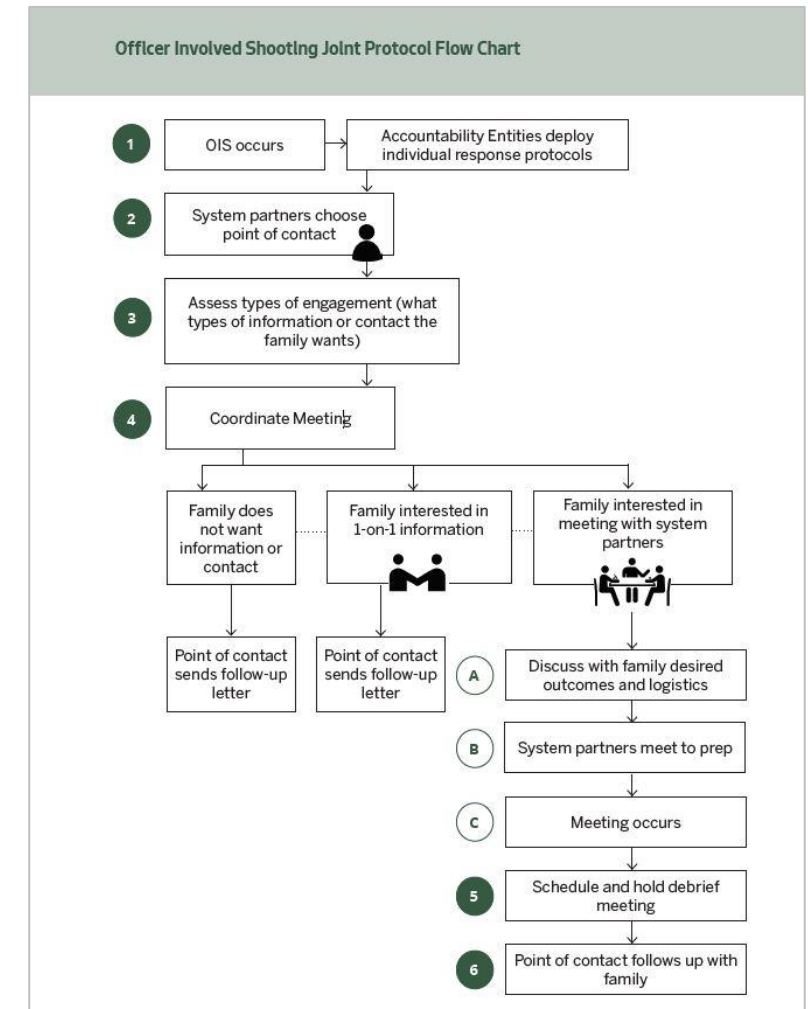 Officer Involved Shooting Joint Protocol Flow Chart
1
OIS occurs
Accountability Entities deploy
individual response protocols
2
System partners choose
point of contact
3
Assess types of engagement (what
types of information or contact the
family wants)
4
Coordinate Meeting
Family does
not want
information or
contact
Family interested in
1-on-1 information
Family interested in
meeting with system
partners
Point of contact
sends follow-up
letter
Point of contact
sends follow-up
letter
A
Discuss with family desired
outcomes and logistics
B
System partners meet to prep
C
Meeting occurs
5
Schedule and hold debrief
meeting
6
Point of contact follows up with
family